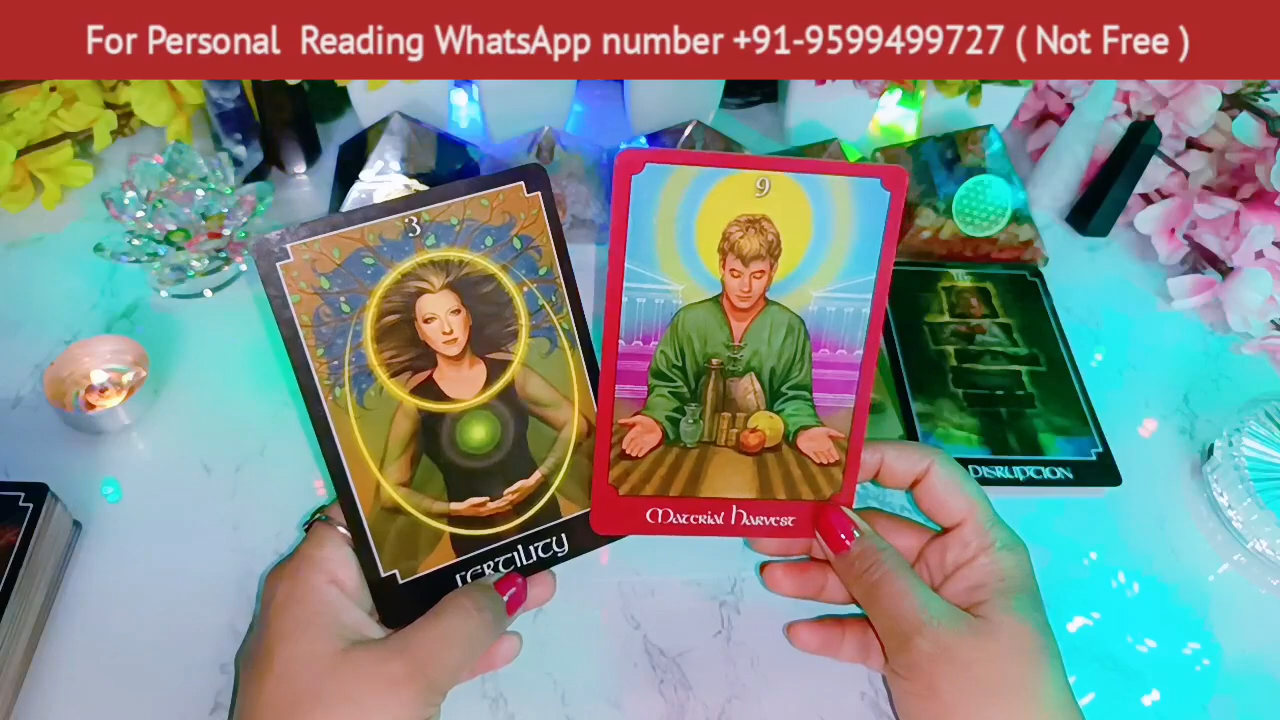 For Personal  Reading WhatsApp number +91-9599499727 ( Not Free )
3
9
FERTILITY
Material Harvest
DISRUPTION